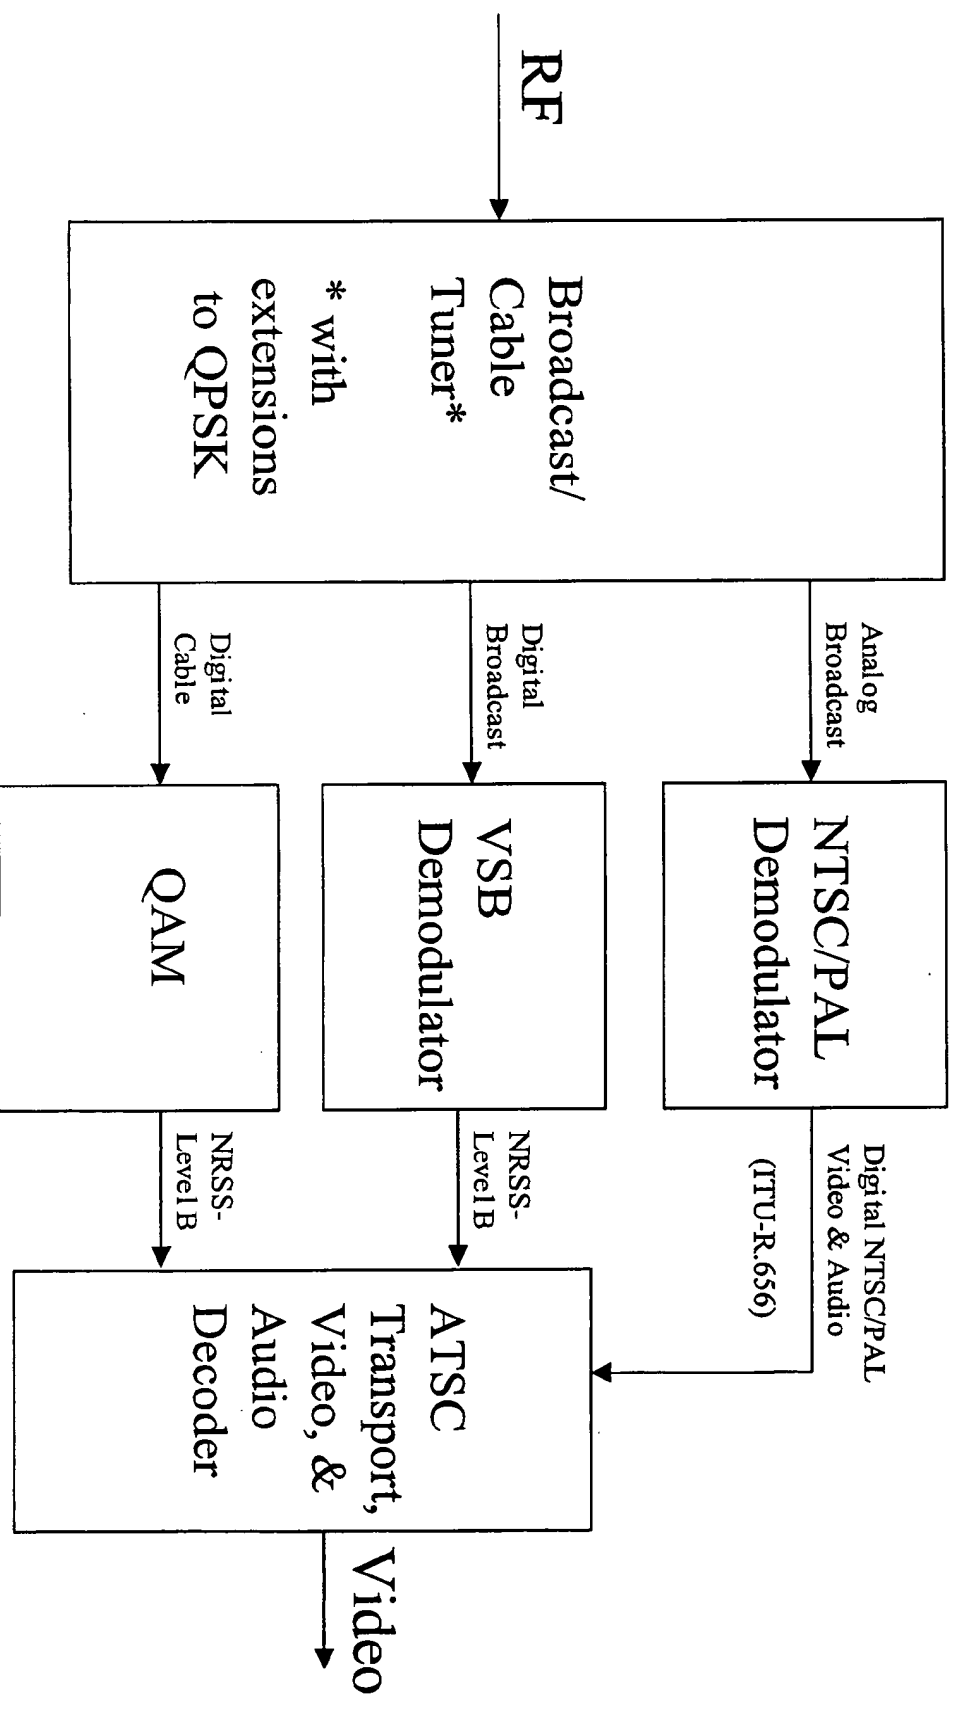 RF
Broadcast/
Cable
Tuner*
* with
extensions
to QPSK
Analog
Broadcast
Digital
Broadcast
Digital
Cable
NTSC/PAL
Demodulator
VSB
Demodulator
QAM
Digital NTSC/PAL
Video & Audio
(ITU-R.656)
NRSS-
Level B
NRSS-
Level B
ATSC
Transport,
Video, &
Audio
Decoder
Video